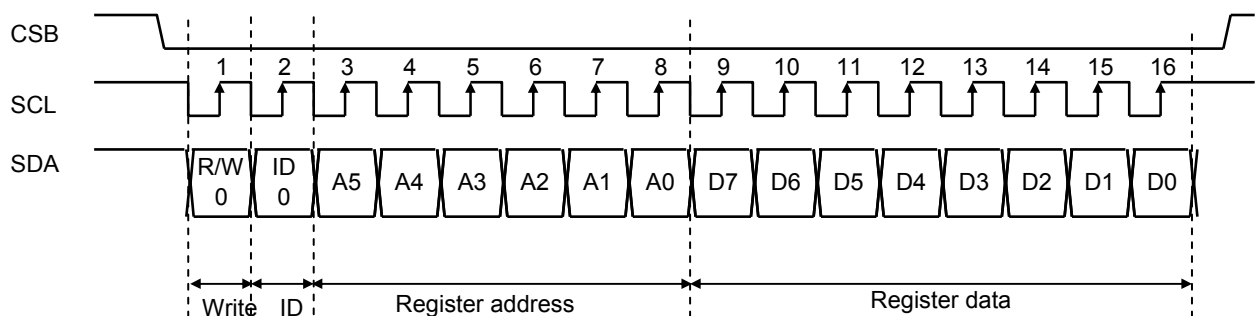 CSB
1 2 3 4 5 6 7 8 9 10 11 12 13 14 15 16
SCL
SDA
R/W ID A5 A4 A3 A2 A1 A0 D7 D6 D5 D4 D3 D2 D1 D0
0 0
Write ID Register address Register data